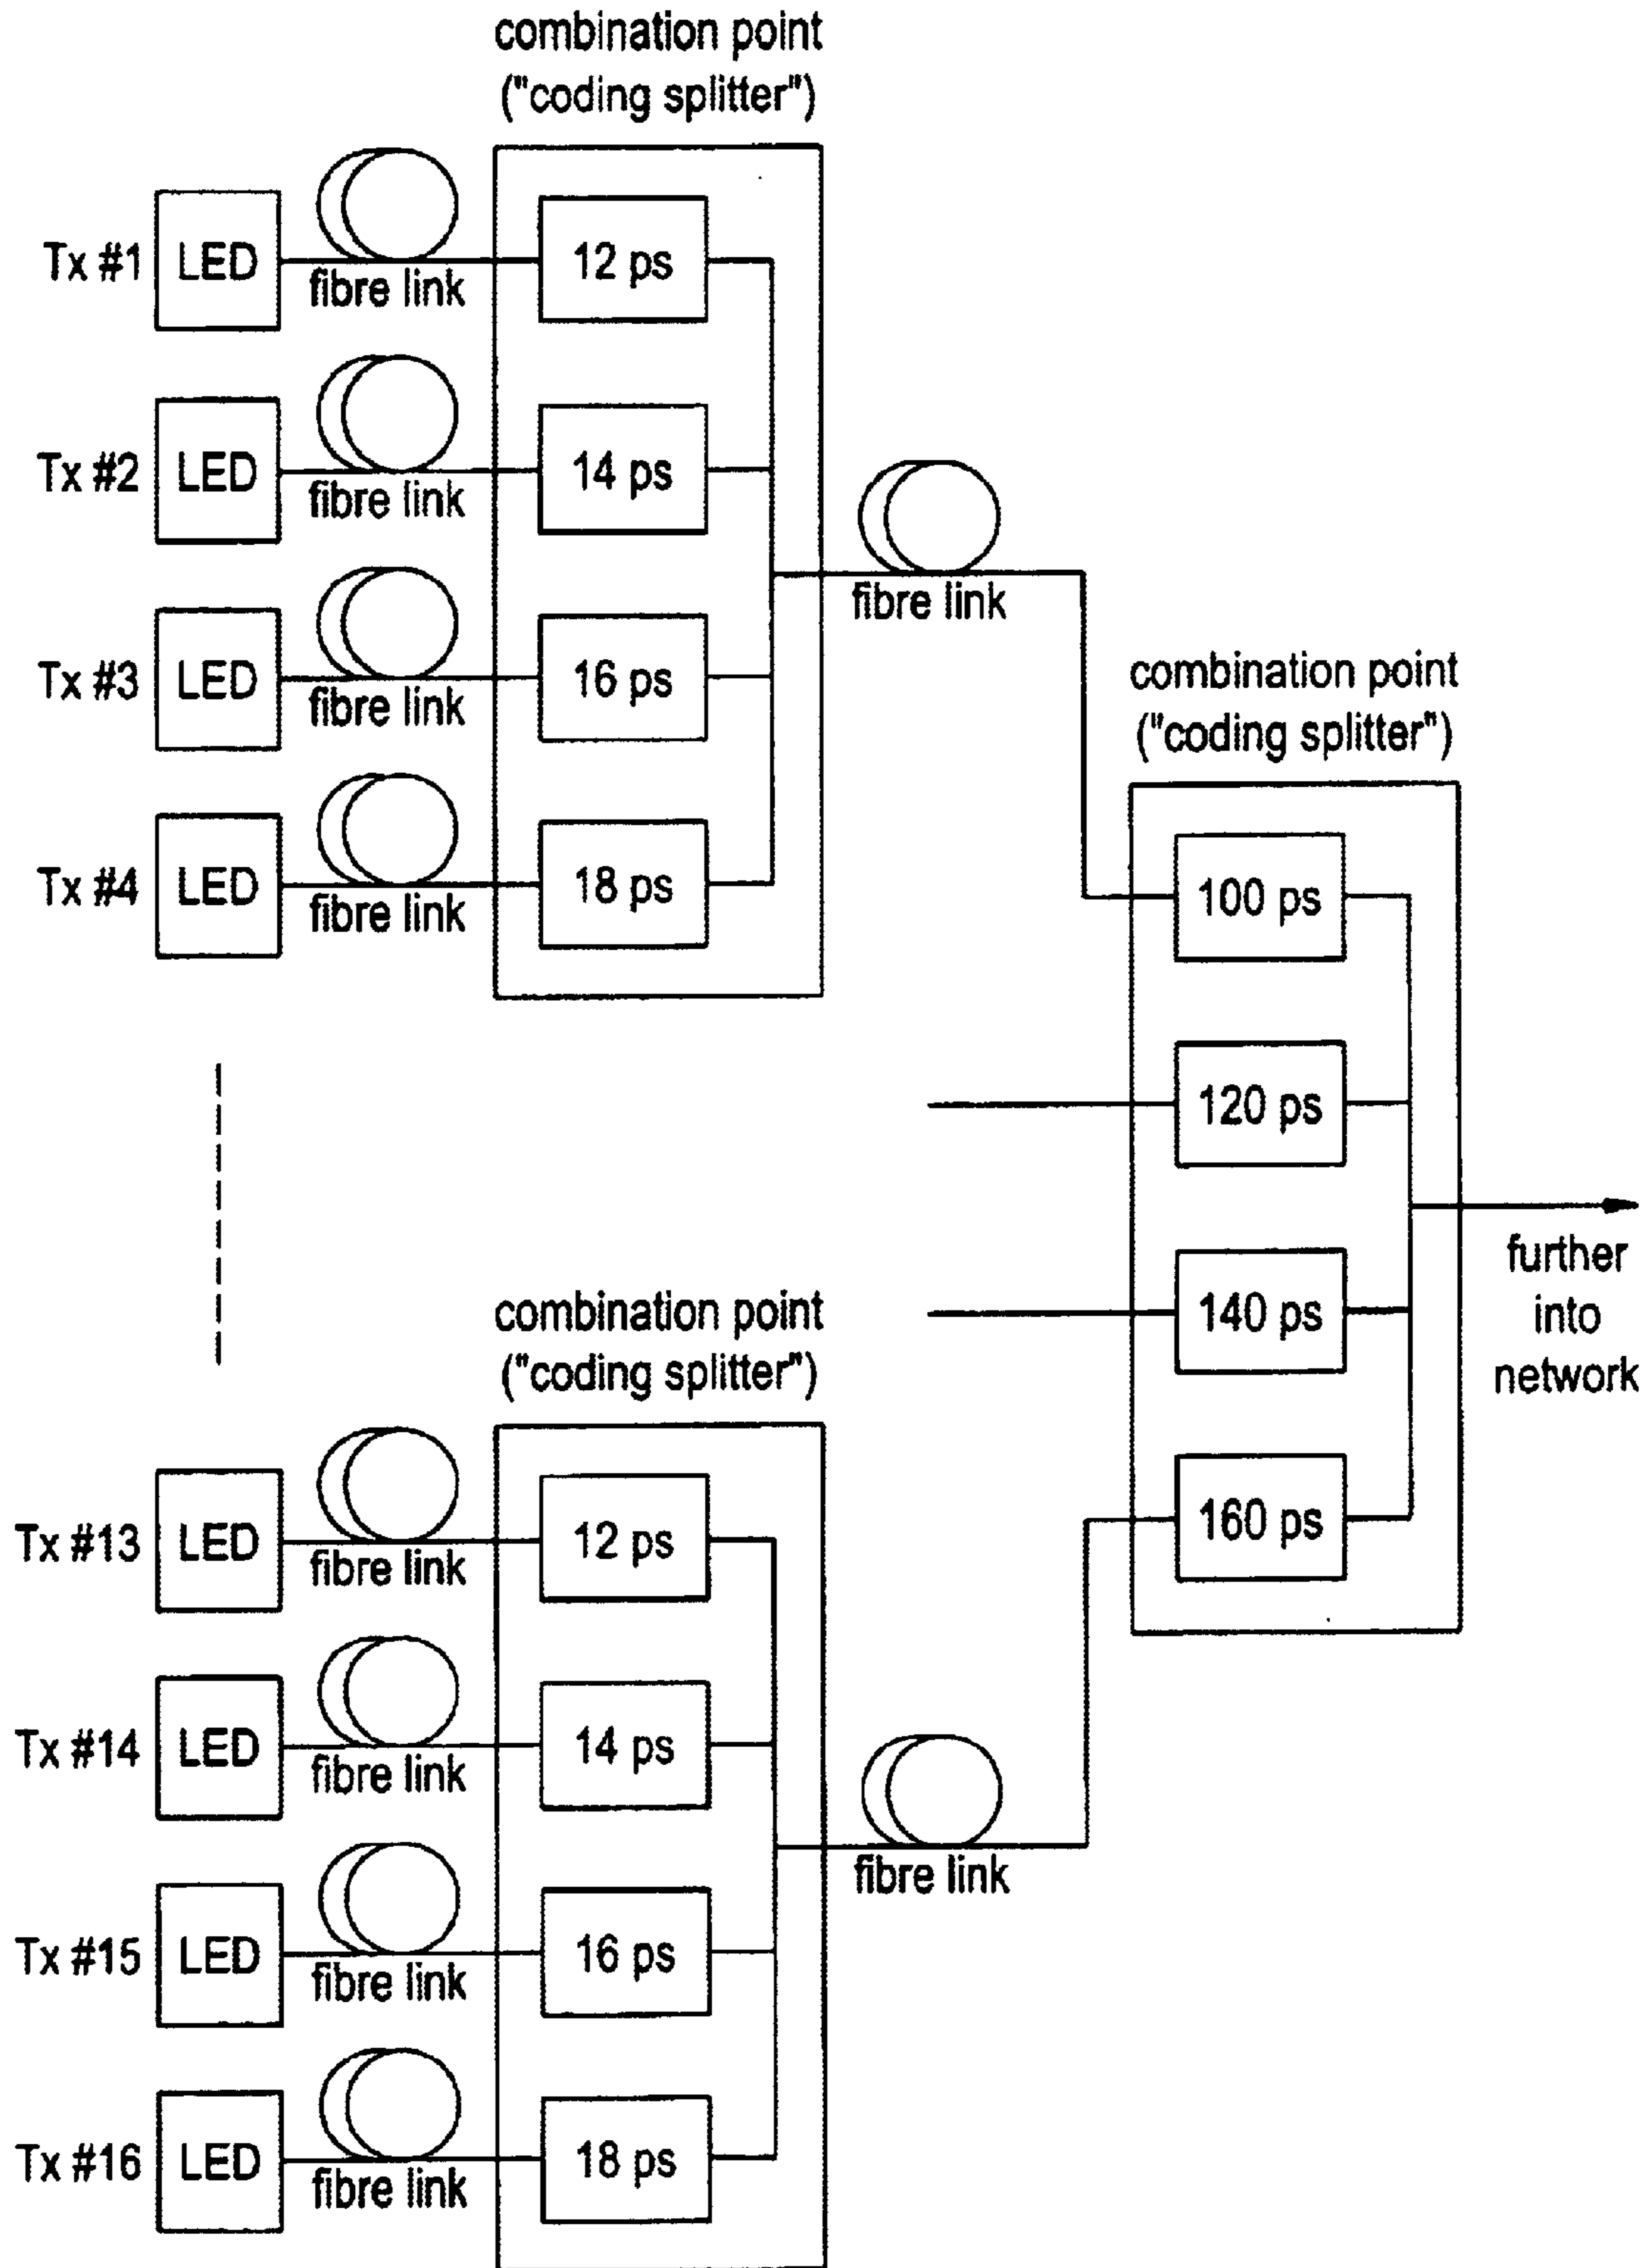 combination point
("coding splitter")
Tx #1 LED fibre link 12 ps
Tx #2 LED fibre link 14 ps
fibre link
Tx #3 LED fibre link 16 ps
Tx #4 LED fibre link 18 ps
combination point
("coding splitter")
100 ps
120 ps
140 ps
160 ps
further
into
network
combination point
("coding splitter")
Tx #13 LED fibre link 12 ps
Tx #14 LED fibre link 14 ps
fibre link
Tx #15 LED fibre link 16 ps
Tx #16 LED fibre link 18 ps